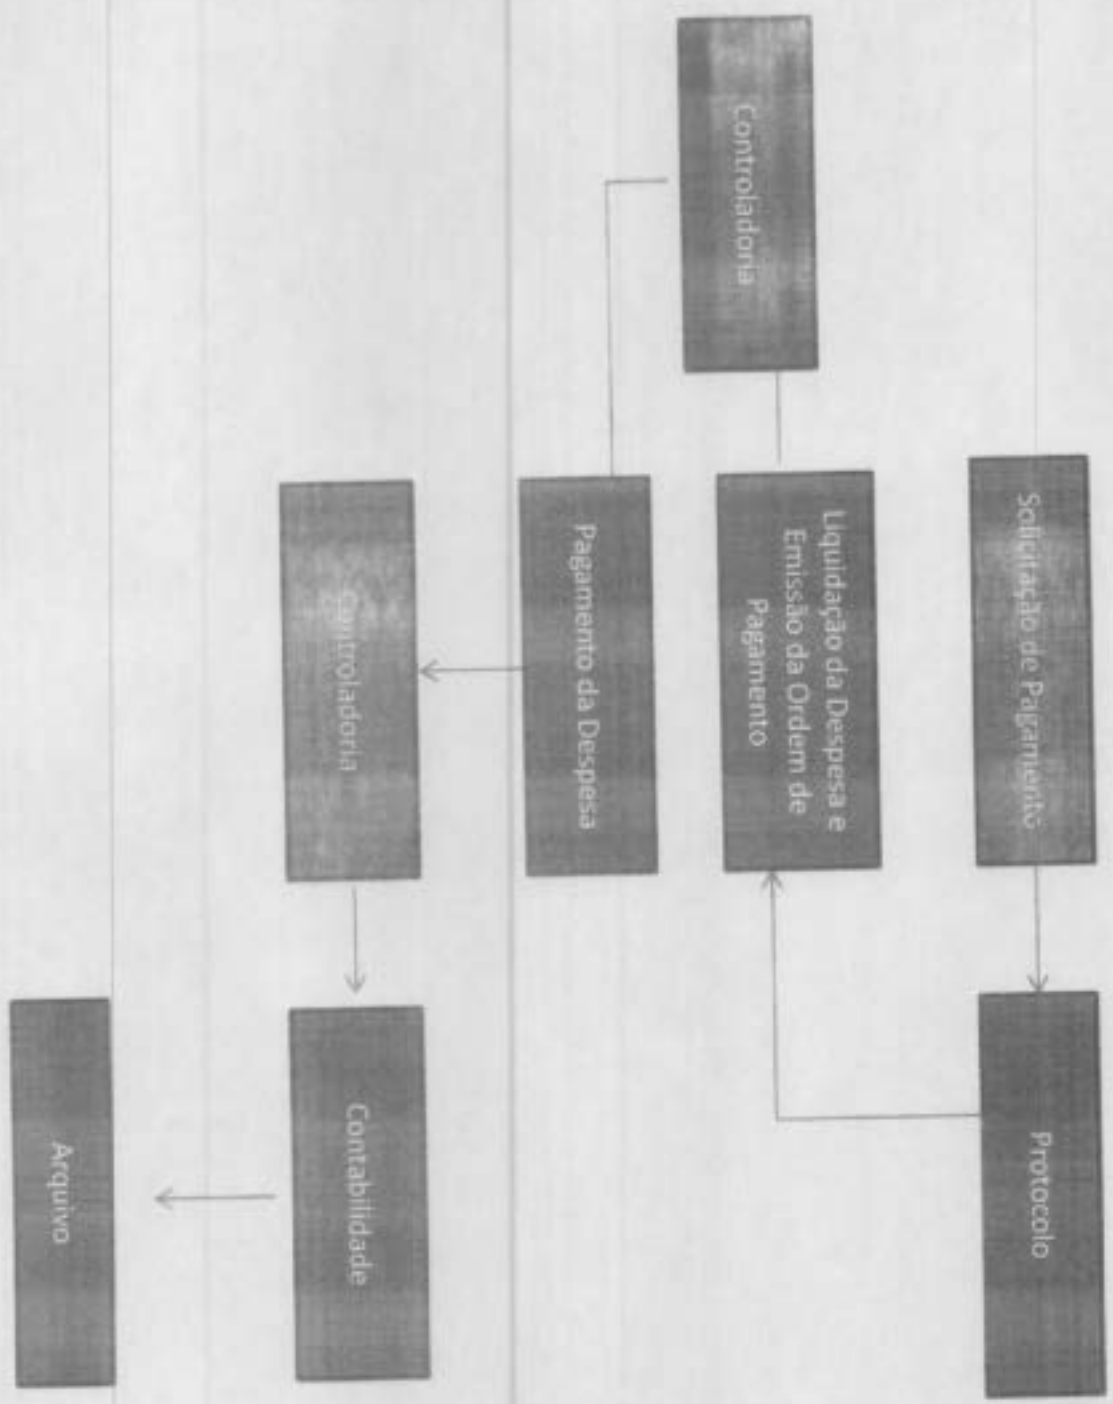 Solicitação de Pagamento
Protocolo
Liquidação da Despesa e
Emissão da Ordem de
Pagamento
Controladoria
Pagamento da Despesa
Controladoria
Contabilidade
Arquivo